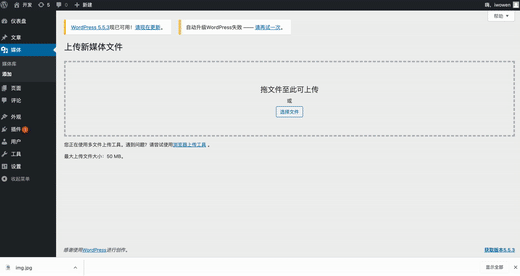 开发 5 0 新建
嗨，iwowen
帮助
仪表盘
文章
媒体
媒体库
添加
页面
评论
外观
插件 1
用户
工具
设置
收起菜单
WordPress 5.5.3现已可用！请现在更新。
自动升级WordPress失败 —— 请再试一次。
上传新媒体文件
拖文件至此可上传
或
选择文件
您正在使用多文件上传工具。遇到问题？请尝试使用浏览器上传工具。
最大上传文件大小：50 MB。
感谢使用WordPress进行创作。
获取版本5.5.3
img.jpg
显示全部